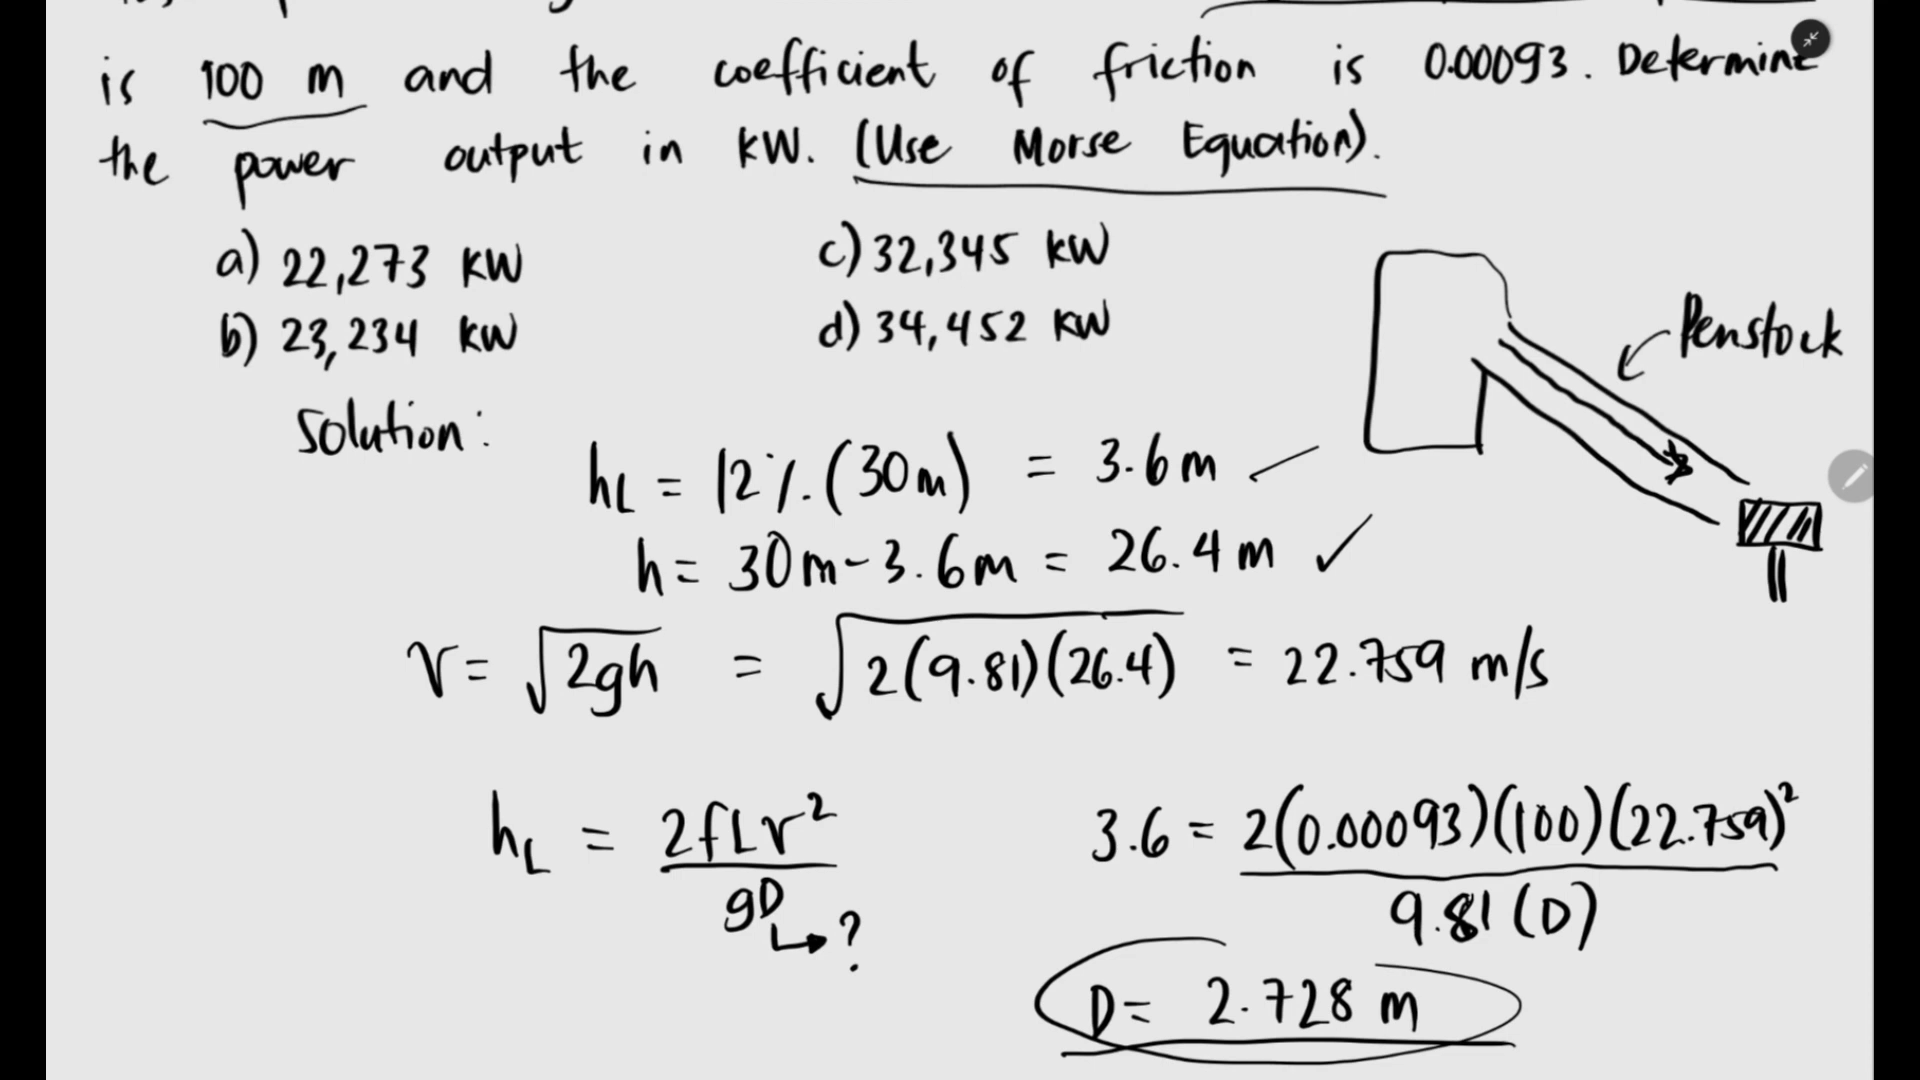 is 100 m and the coefficient of friction is 0.00093. Determine
the power output in kW. (Use Morse Equation).
a) 22,273 kW c) 32,345 kW
b) 23,234 kW d) 34,452 kW
Penstock
Solution:
hL = 12%(30m) = 3.6m
h = 30m - 3.6m = 26.4 m ✓
V = √2gh = √2(9.81)(26.4) = 22.759 m/s
hL = 2fLv²/gD 3.6 = 2(0.00093)(100)(22.759)²/9.81(D)
?
D = 2.728 m